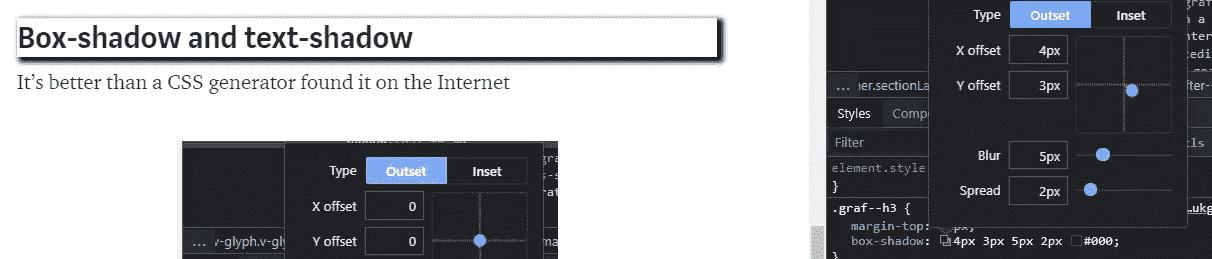 Box-shadow and text-shadow
It's better than a CSS generator found it on the Internet
Type Outset Inset
X offset 0
Y offset 0
... v-glyph.v-gl
Type Outset Inset
X offset 4px
Y offset 3px
... ner.sectionLa
Styles Comp
Filter
Blur 5px
element.style
Spread 2px
}
.graf--h3 {
margin-top: px;
box-shadow: 4px 3px 5px 2px #000;
}